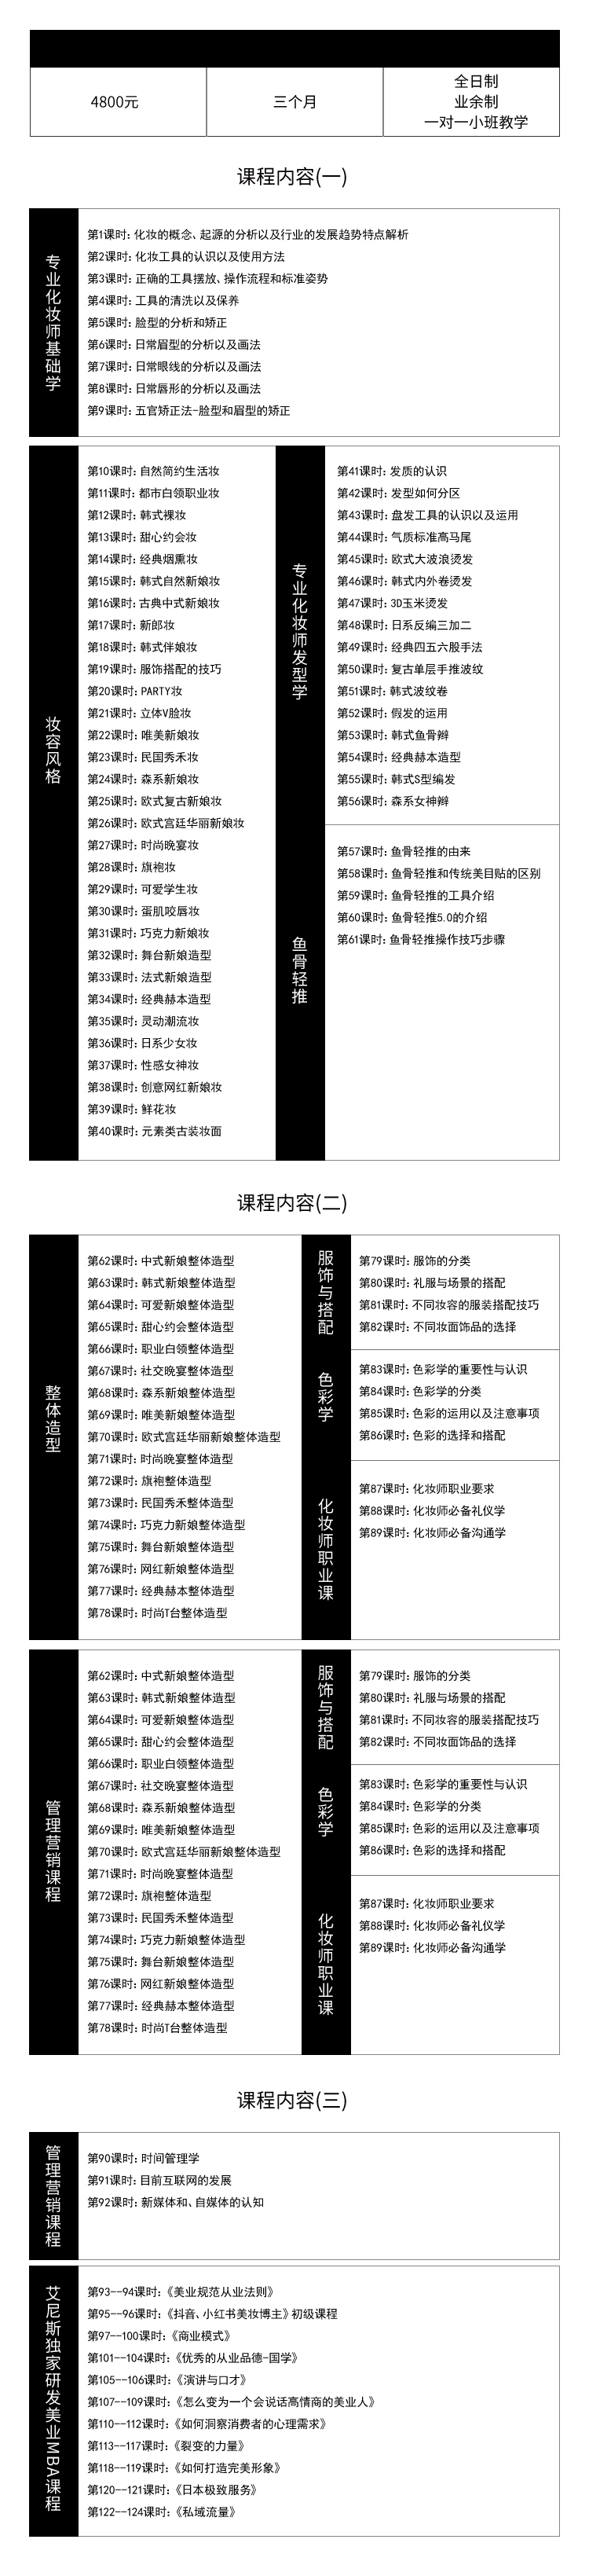 4800元
三个月
全日制
业余制
一对一小班教学
课程内容(一)
专业化妆师基础学
第1课时: 化妆的概念、起源的分析以及行业的发展趋势特点解析
第2课时: 化妆工具的认识以及使用方法
第3课时: 正确的工具摆放、操作流程和标准姿势
第4课时: 工具的清洗以及保养
第5课时: 脸型的分析和矫正
第6课时: 日常眉型的分析以及画法
第7课时: 日常眼线的分析以及画法
第8课时: 日常唇形的分析以及画法
第9课时: 五官矫正法-脸型和眉型的矫正
妆容风格
第10课时: 自然简约生活妆
第11课时: 都市白领职业妆
第12课时: 韩式裸妆
第13课时: 甜心约会妆
第14课时: 经典烟熏妆
第15课时: 韩式自然新娘妆
第16课时: 古典中式新娘妆
第17课时: 新郎妆
第18课时: 韩式伴娘妆
第19课时: 服饰搭配的技巧
第20课时: PARTY妆
第21课时: 立体V脸妆
第22课时: 唯美新娘妆
第23课时: 民国秀禾妆
第24课时: 森系新娘妆
第25课时: 欧式复古新娘妆
第26课时: 欧式宫廷华丽新娘妆
第27课时: 时尚晚宴妆
第28课时: 旗袍妆
第29课时: 可爱学生妆
第30课时: 蛋肌咬唇妆
第31课时: 巧克力新娘妆
第32课时: 舞台新娘造型
第33课时: 法式新娘造型
第34课时: 经典赫本造型
第35课时: 灵动潮流妆
第36课时: 日系少女妆
第37课时: 性感女神妆
第38课时: 创意网红新娘妆
第39课时: 鲜花妆
第40课时: 元素类古装妆面
专业化妆师发型学
第41课时: 发质的认识
第42课时: 发型如何分区
第43课时: 盘发工具的认识以及运用
第44课时: 气质标准高马尾
第45课时: 欧式大波浪烫发
第46课时: 韩式内外卷烫发
第47课时: 3D玉米烫发
第48课时: 日系反编三加二
第49课时: 经典四五六股手法
第50课时: 复古单层手推波纹
第51课时: 韩式波纹卷
第52课时: 假发的运用
第53课时: 韩式鱼骨辫
第54课时: 经典赫本造型
第55课时: 韩式S型编发
第56课时: 森系女神辫
鱼骨轻推
第57课时: 鱼骨轻推的由来
第58课时: 鱼骨轻推和传统美目贴的区别
第59课时: 鱼骨轻推的工具介绍
第60课时: 鱼骨轻推5.0的介绍
第61课时: 鱼骨轻推操作技巧步骤
课程内容(二)
整体造型
第62课时: 中式新娘整体造型
第63课时: 韩式新娘整体造型
第64课时: 可爱新娘整体造型
第65课时: 甜心约会整体造型
第66课时: 职业白领整体造型
第67课时: 社交晚宴整体造型
第68课时: 森系新娘整体造型
第69课时: 唯美新娘整体造型
第70课时: 欧式宫廷华丽新娘整体造型
第71课时: 时尚晚宴整体造型
第72课时: 旗袍整体造型
第73课时: 民国秀禾整体造型
第74课时: 巧克力新娘整体造型
第75课时: 舞台新娘整体造型
第76课时: 网红新娘整体造型
第77课时: 经典赫本整体造型
第78课时: 时尚T台整体造型
服饰与搭配
第79课时: 服饰的分类
第80课时: 礼服与场景的搭配
第81课时: 不同妆容的服装搭配技巧
第82课时: 不同妆面饰品的选择
色彩学
第83课时: 色彩学的重要性与认识
第84课时: 色彩学的分类
第85课时: 色彩的运用以及注意事项
第86课时: 色彩的选择和搭配
化妆师职业课
第87课时: 化妆师职业要求
第88课时: 化妆师必备礼仪学
第89课时: 化妆师必备沟通学
管理营销课程
第62课时: 中式新娘整体造型
第63课时: 韩式新娘整体造型
第64课时: 可爱新娘整体造型
第65课时: 甜心约会整体造型
第66课时: 职业白领整体造型
第67课时: 社交晚宴整体造型
第68课时: 森系新娘整体造型
第69课时: 唯美新娘整体造型
第70课时: 欧式宫廷华丽新娘整体造型
第71课时: 时尚晚宴整体造型
第72课时: 旗袍整体造型
第73课时: 民国秀禾整体造型
第74课时: 巧克力新娘整体造型
第75课时: 舞台新娘整体造型
第76课时: 网红新娘整体造型
第77课时: 经典赫本整体造型
第78课时: 时尚T台整体造型
服饰与搭配
第79课时: 服饰的分类
第80课时: 礼服与场景的搭配
第81课时: 不同妆容的服装搭配技巧
第82课时: 不同妆面饰品的选择
色彩学
第83课时: 色彩学的重要性与认识
第84课时: 色彩学的分类
第85课时: 色彩的运用以及注意事项
第86课时: 色彩的选择和搭配
化妆师职业课
第87课时: 化妆师职业要求
第88课时: 化妆师必备礼仪学
第89课时: 化妆师必备沟通学
课程内容(三)
管理营销课程
第90课时: 时间管理学
第91课时: 目前互联网的发展
第92课时: 新媒体和、自媒体的认知
艾尼斯独家研发美业MBA课程
第93--94课时:《美业规范从业法则》
第95--96课时:《抖音、小红书美妆博主》初级课程
第97--100课时:《商业模式》
第101--104课时:《优秀的从业品德-国学》
第105--106课时:《演讲与口才》
第107--109课时:《怎么变为一个会说话高情商的美业人》
第110--112课时:《如何洞察消费者的心理需求》
第113--117课时:《裂变的力量》
第118--119课时:《如何打造完美形象》
第120--121课时:《日本极致服务》
第122--124课时:《私域流量》